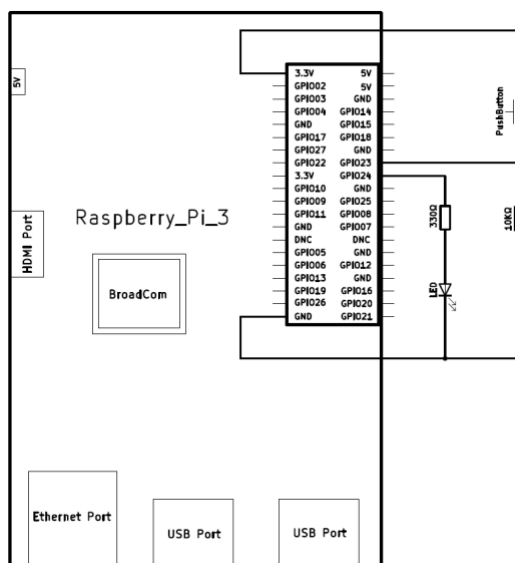 5V
HDMI Port
Raspberry_Pi_3
BroadCom
Ethernet Port
USB Port
USB Port
3.3V 5V
GPIO02 5V
GPIO03 GND
GPIO04 GPIO14
GND GPIO15
GPIO17 GPIO18
GPIO27 GND
GPIO22 GPIO23
3.3V GPIO24
GPIO10 GND
GPIO09 GPIO25
GPIO11 GPIO08
GND GPIO07
DNC DNC
GPIO05 GND
GPIO06 GPIO12
GPIO13 GND
GPIO19 GPIO16
GPIO26 GPIO20
GND GPIO21
330Ω
LED
PushButton
10KΩ